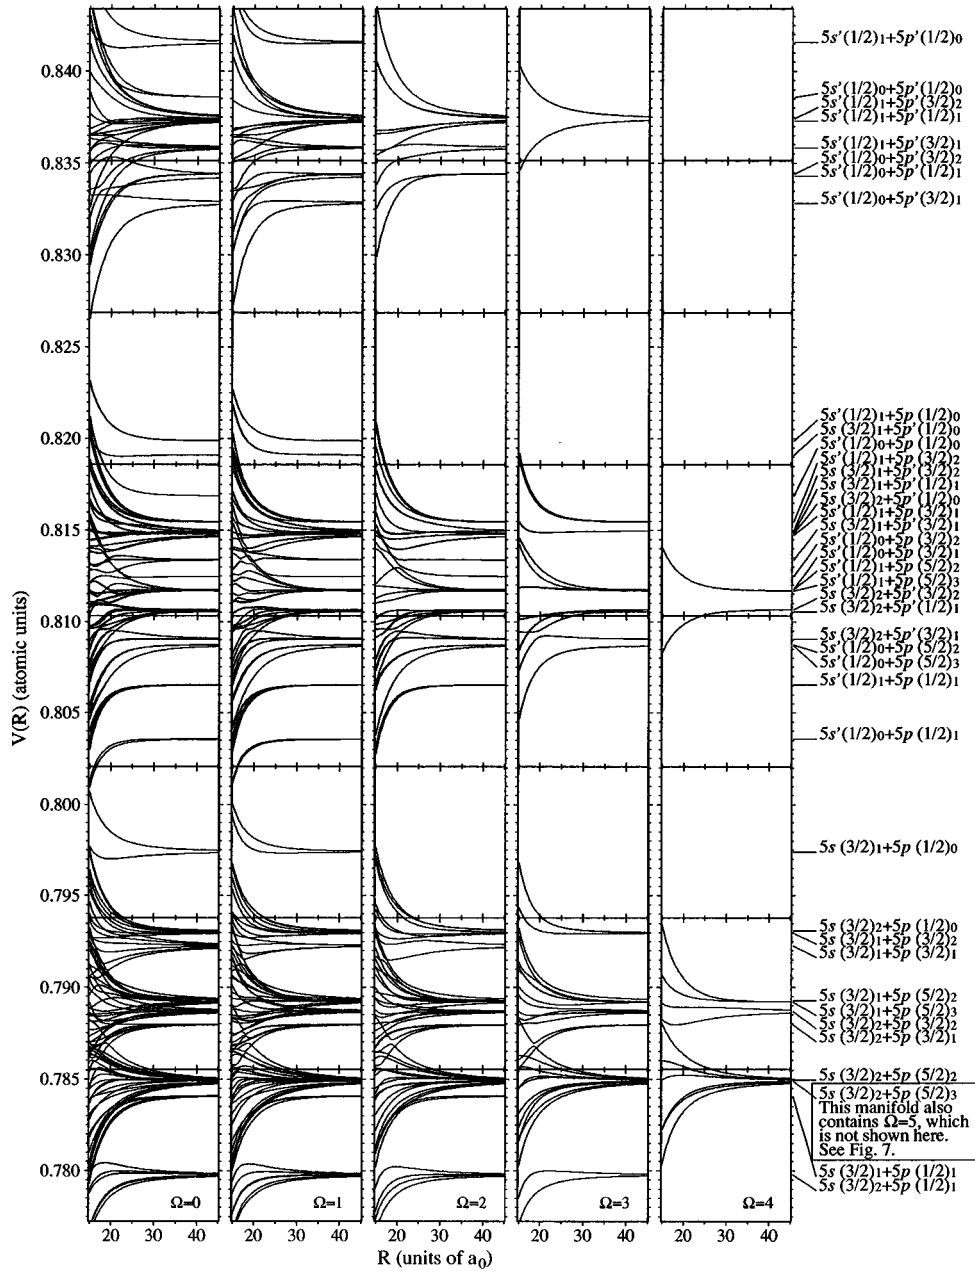 5s′(1/2)1+5p′(1/2)0
0.840
5s′(1/2)0+5p′(1/2)0
5s′(1/2)1+5p′(3/2)2
5s′(1/2)1+5p′(1/2)1
5s′(1/2)1+5p′(3/2)1
0.835
5s′(1/2)0+5p′(3/2)2
5s′(1/2)0+5p′(1/2)1
5s′(1/2)0+5p′(3/2)1
0.830
0.825
5s′(1/2)1+5p (1/2)0
0.820
5s (3/2)1+5p′(1/2)0
5s′(1/2)0+5p (1/2)0
5s′(1/2)1+5p (3/2)2
5s (3/2)1+5p′(3/2)2
5s (3/2)1+5p′(1/2)1
5s (3/2)2+5p′(1/2)0
5s′(1/2)1+5p (3/2)1
0.815
5s (3/2)1+5p′(3/2)1
5s′(1/2)0+5p (3/2)2
5s′(1/2)0+5p (3/2)1
5s′(1/2)1+5p (5/2)2
5s′(1/2)1+5p (5/2)3
5s (3/2)2+5p′(3/2)2
5s (3/2)2+5p′(1/2)1
0.810
5s (3/2)2+5p′(3/2)1
5s′(1/2)0+5p (5/2)2
5s′(1/2)0+5p (5/2)3
5s′(1/2)1+5p (1/2)1
V(R) (atomic units)
0.805
5s′(1/2)0+5p (1/2)1
0.800
5s (3/2)1+5p (1/2)0
0.795
5s (3/2)2+5p (1/2)0
5s (3/2)1+5p (3/2)2
5s (3/2)1+5p (3/2)1
0.790
5s (3/2)1+5p (5/2)2
5s (3/2)1+5p (5/2)3
5s (3/2)2+5p (3/2)2
5s (3/2)2+5p (3/2)1
0.785
5s (3/2)2+5p (5/2)2
5s (3/2)2+5p (5/2)3
This manifold also
contains Ω=5, which
is not shown here.
See Fig. 7.
0.780
5s (3/2)1+5p (1/2)1
5s (3/2)2+5p (1/2)1
Ω=0 Ω=1 Ω=2 Ω=3 Ω=4
20 30 40 20 30 40 20 30 40 20 30 40 20 30 40
R (units of a0)